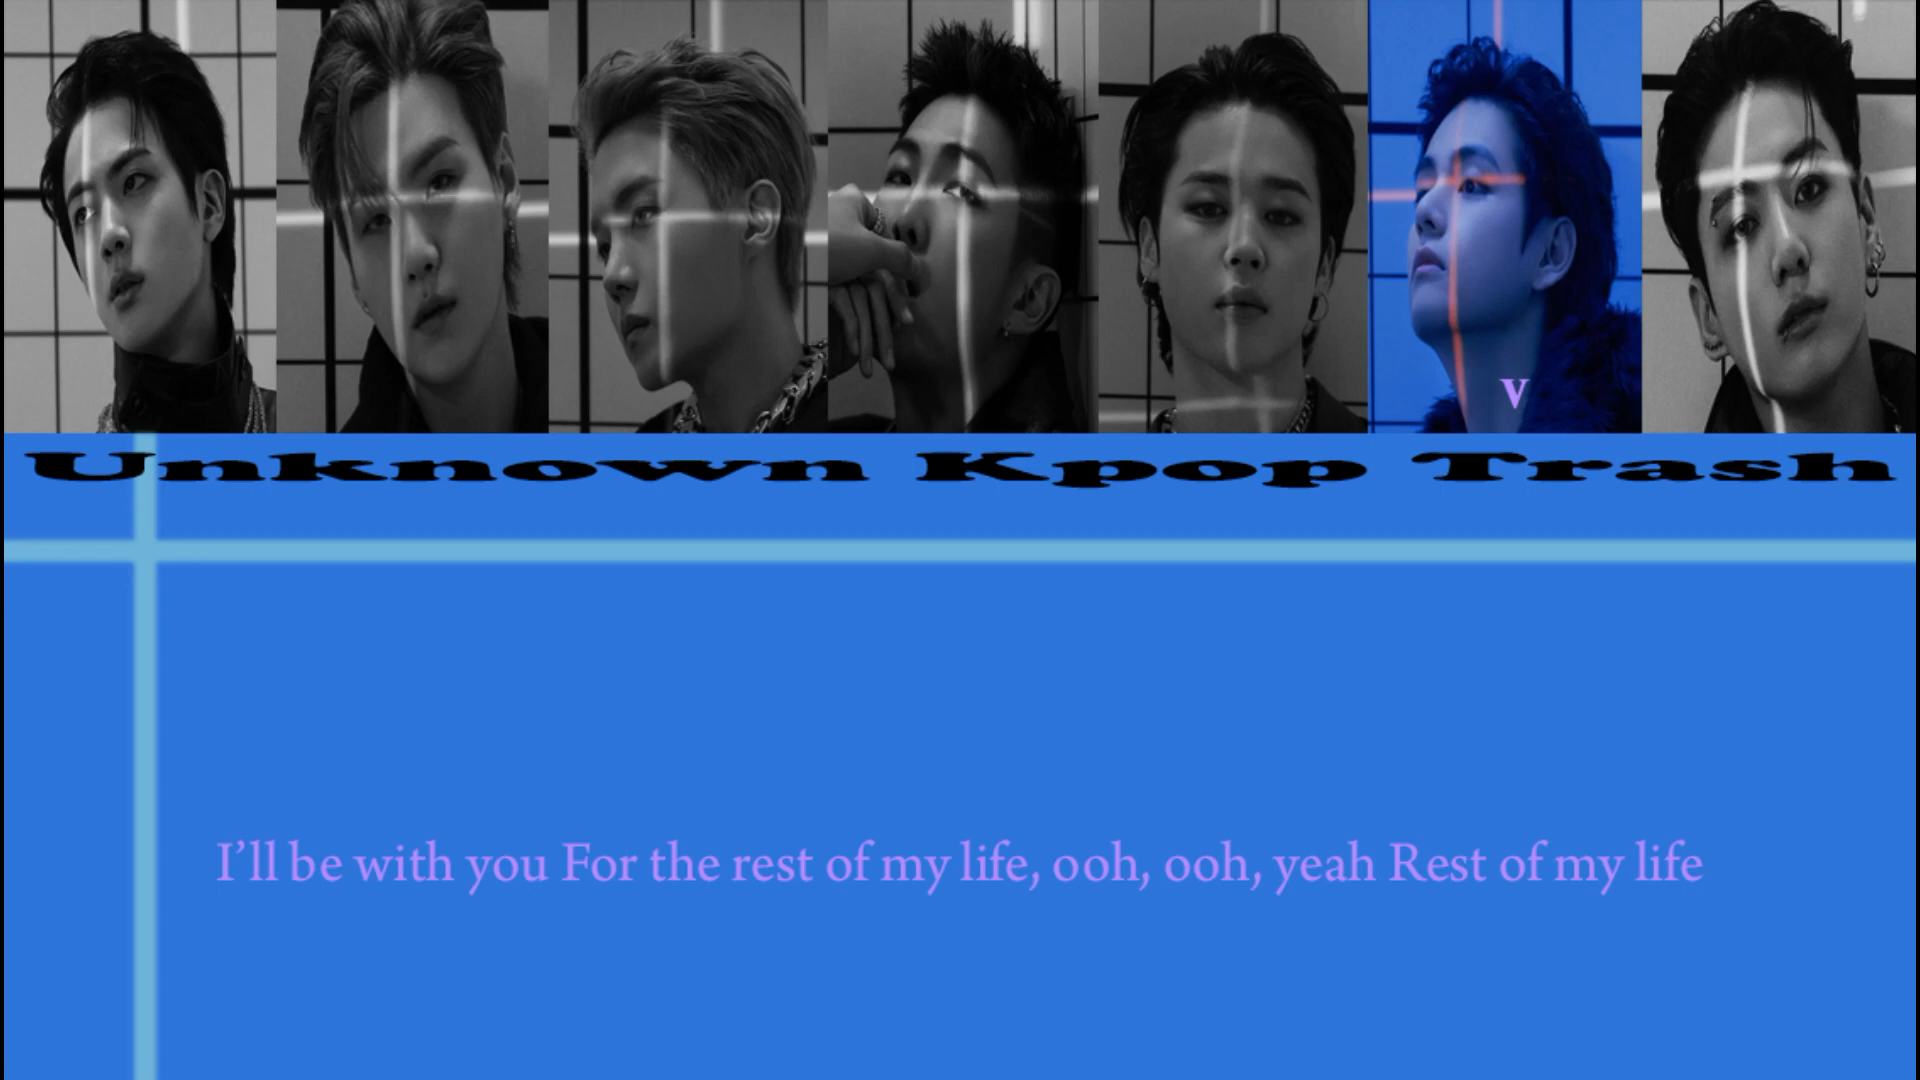 V
Unknown Kpop Trash
I’ll be with you For the rest of my life, ooh, ooh, yeah Rest of my life